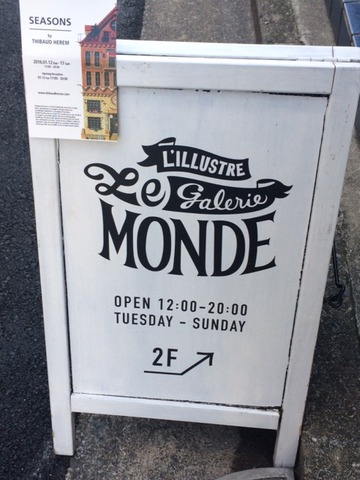 SEASONS
by
THIBAUD HEREM
L'ILLUSTRE
Le Galerie
MONDE
OPEN 12:00-20:00
TUESDAY - SUNDAY
2F